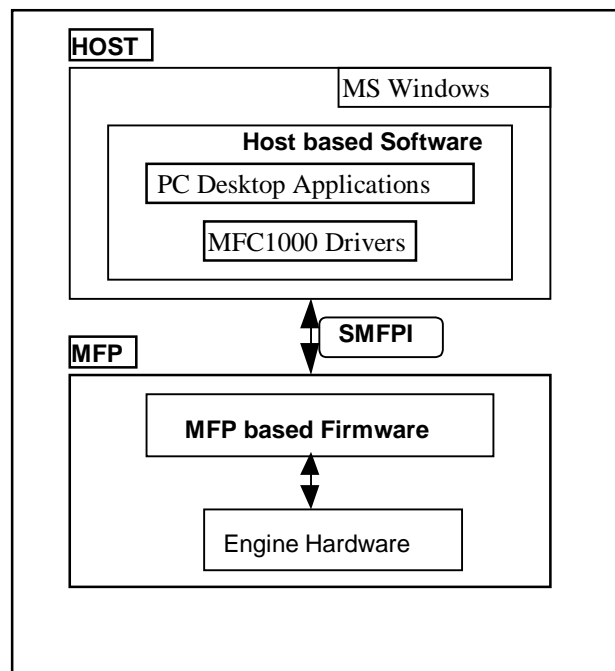 HOST
MS Windows
Host based Software
PC Desktop Applications
MFC1000 Drivers
SMFPI
MFP
MFP based Firmware
Engine Hardware